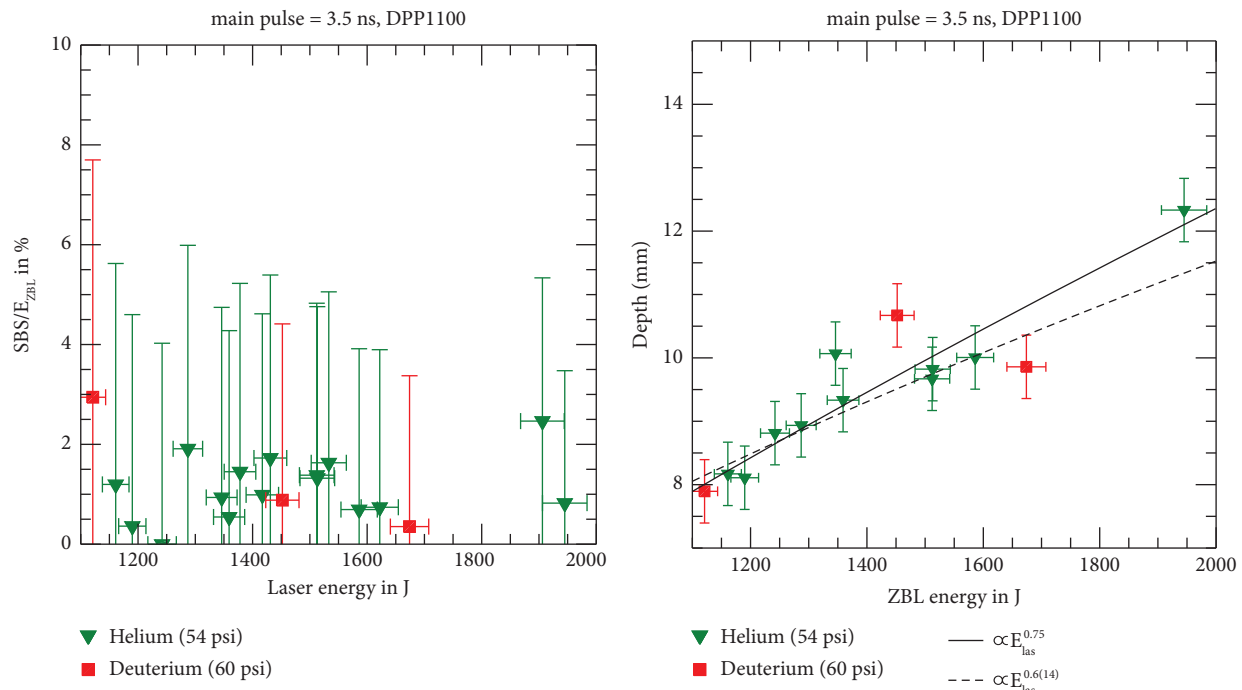 main pulse = 3.5 ns, DPP1100
10
8
6
4
2
0
SBS/E_ZBL in %
1200 1400 1600 1800 2000
Laser energy in J
Helium (54 psi)
Deuterium (60 psi)
main pulse = 3.5 ns, DPP1100
14
12
10
8
Depth (mm)
1200 1400 1600 1800 2000
ZBL energy in J
Helium (54 psi)
∝E_las^0.75
Deuterium (60 psi)
∝E_las^0.6(14)